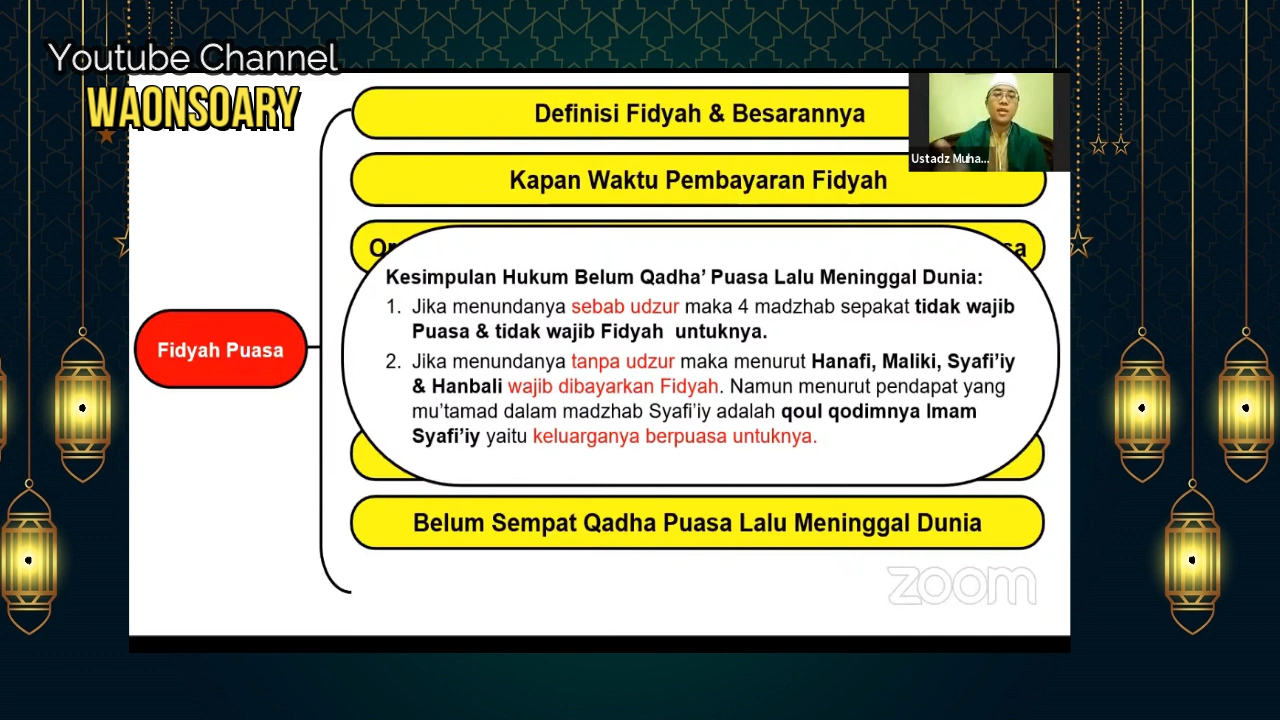 Youtube Channel
WAONSOARY
Definisi Fidyah & Besarannya
Ustadz Muha...
Kapan Waktu Pembayaran Fidyah
Kesimpulan Hukum Belum Qadha’ Puasa Lalu Meninggal Dunia:
1. Jika menundanya sebab udzur maka 4 madzhab sepakat tidak wajib
Puasa & tidak wajib Fidyah untuknya.
2. Jika menundanya tanpa udzur maka menurut Hanafi, Maliki, Syafi’iy
& Hanbali wajib dibayarkan Fidyah. Namun menurut pendapat yang
mu’tamad dalam madzhab Syafi’iy adalah qoul qodimnya Imam
Syafi’iy yaitu keluarganya berpuasa untuknya.
Fidyah Puasa
Belum Sempat Qadha Puasa Lalu Meninggal Dunia
zoom